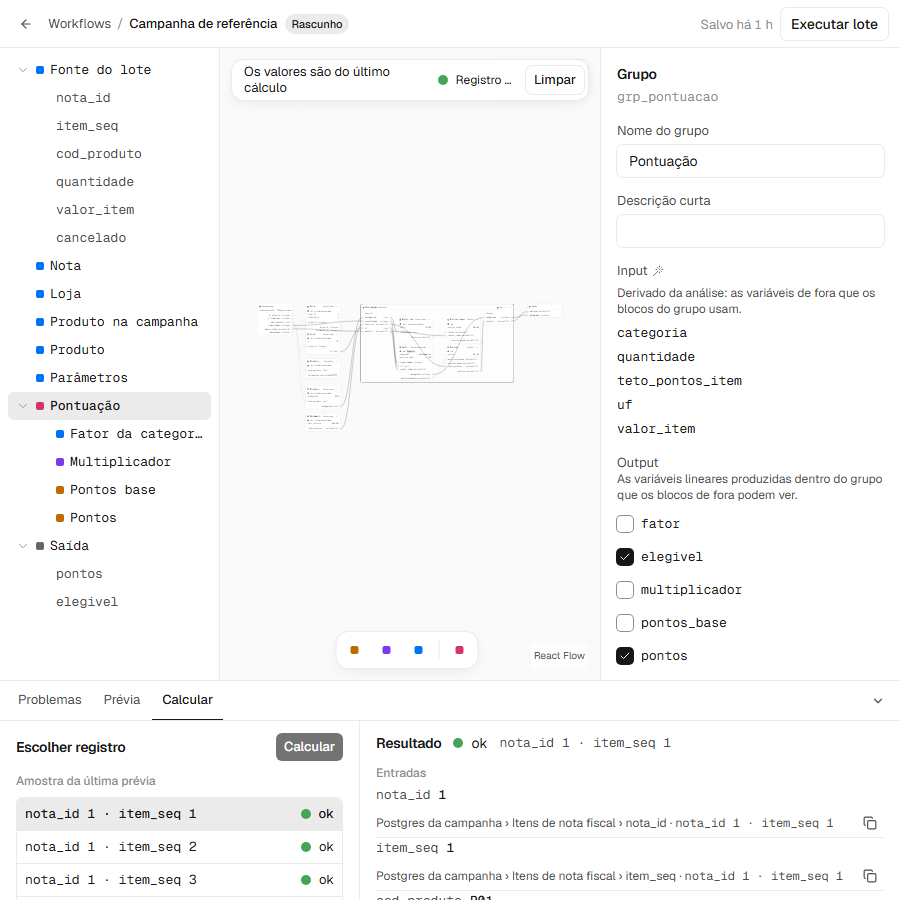 Workflows / Campanha de referência Rascunho
Salvo há 1 h Executar lote
Fonte do lote
nota_id
item_seq
cod_produto
quantidade
valor_item
cancelado
Nota
Loja
Produto na campanha
Produto
Parâmetros
Pontuação
Fator da categor…
Multiplicador
Pontos base
Pontos
Saída
pontos
elegivel
Os valores são do último
cálculo
Registro …
Limpar
React Flow
Grupo
grp_pontuacao
Nome do grupo
Pontuação
Descrição curta
Input
Derivado da análise: as variáveis de fora que os
blocos do grupo usam.
categoria
quantidade
teto_pontos_item
uf
valor_item
Output
As variáveis lineares produzidas dentro do grupo
que os blocos de fora podem ver.
fator
elegivel
multiplicador
pontos_base
pontos
Problemas Prévia Calcular
Escolher registro Calcular
Amostra da última prévia
nota_id 1 · item_seq 1 ok
nota_id 1 · item_seq 2 ok
nota_id 1 · item_seq 3 ok
Resultado ok nota_id 1 · item_seq 1
Entradas
nota_id 1
Postgres da campanha › Itens de nota fiscal › nota_id · nota_id 1 · item_seq 1
item_seq 1
Postgres da campanha › Itens de nota fiscal › item_seq · nota_id 1 · item_seq 1
cod_produto P01